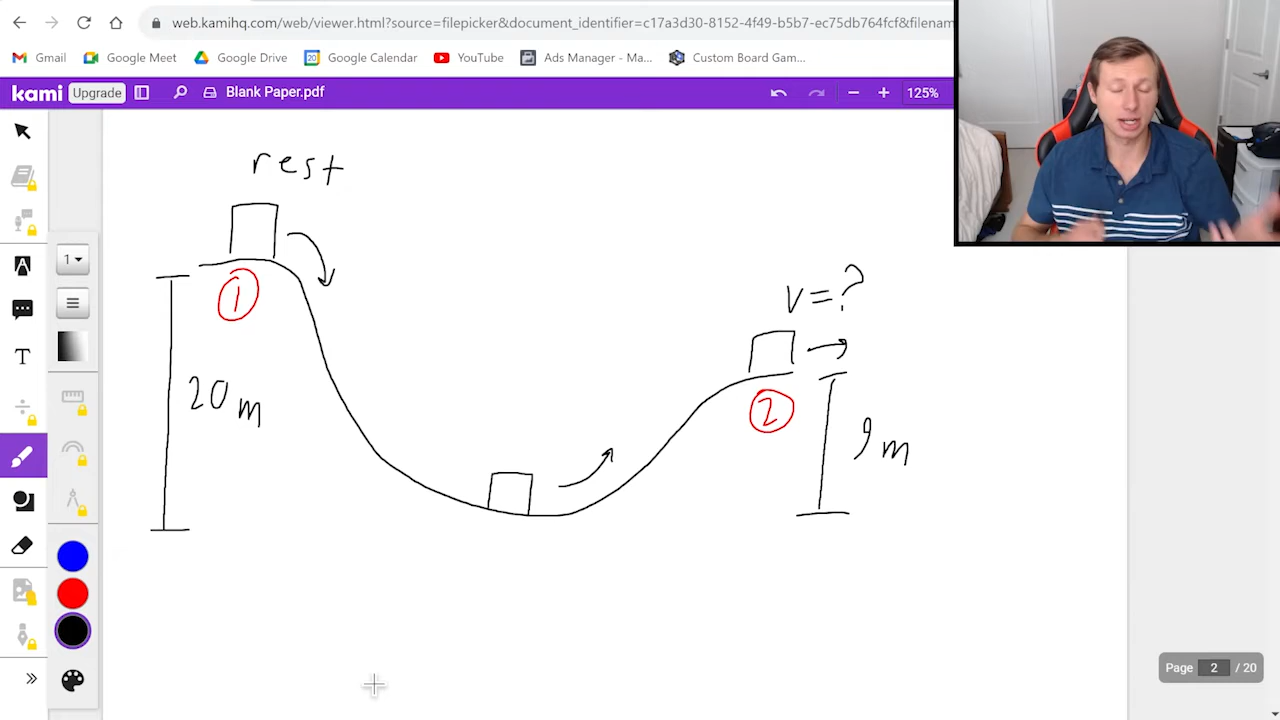 web.kamihq.com/web/viewer.html?source=filepicker&document_identifier=c17a3d30-8152-4f49-b5b7-ec75db764fcf&filenam
Gmail
Google Meet
20
Google Drive
Google Calendar
YouTube
Ads Manager - Ma...
Custom Board Gam...
kami
Upgrade
Blank Paper.pdf
125%
rest
1
A
T
1
20 m
v=?
2
9 m
Page 2 / 20